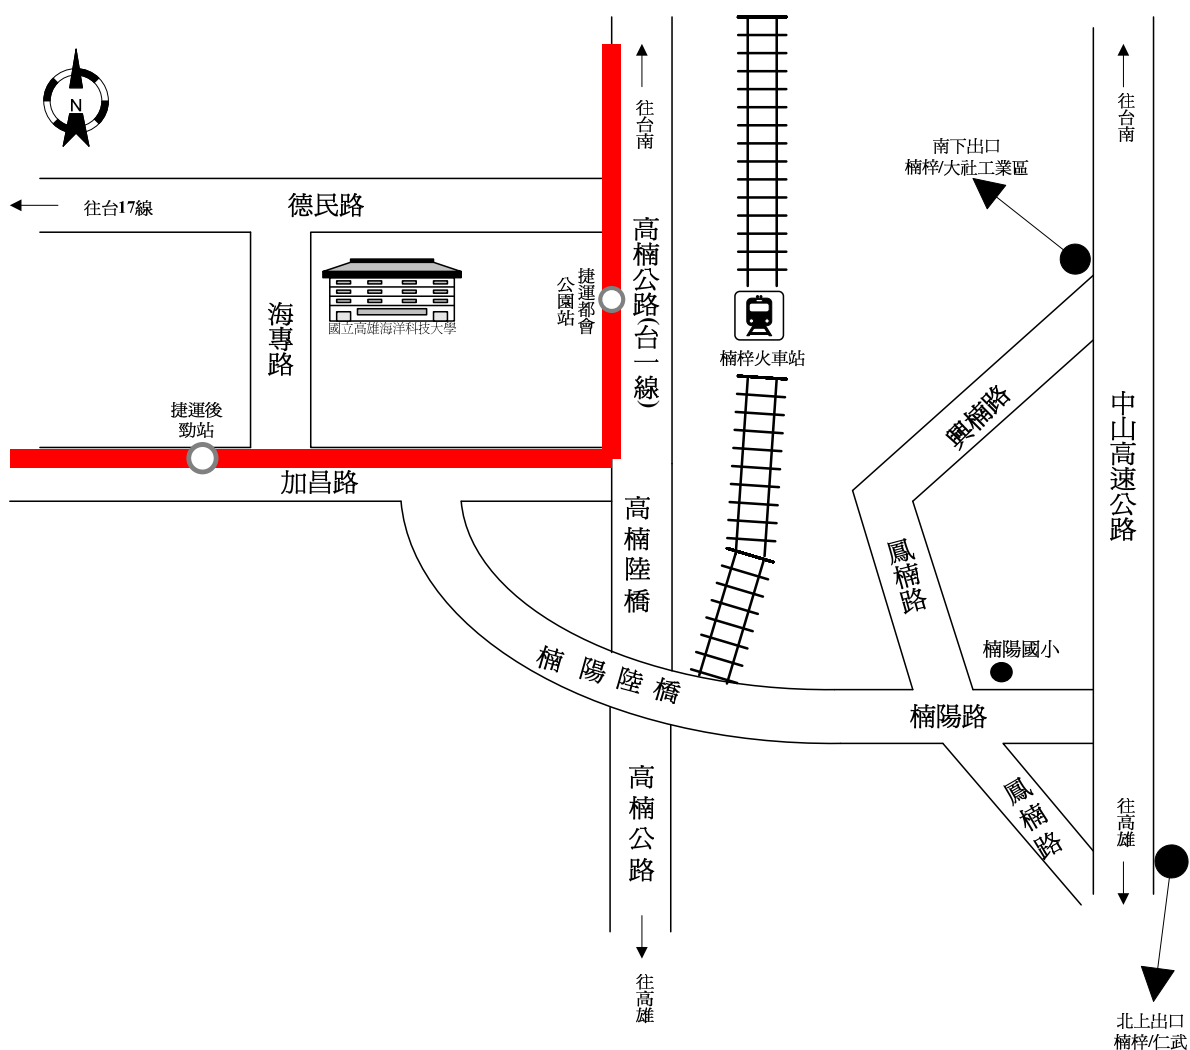 N
往台南
往台南
南下出口
楠梓/大社工業區
往台17線
德民路
高楠公路(台一線)
捷運都會
公園站
海專路
國立高雄海洋科技大學
楠梓火車站
興楠路
中山高速公路
捷運後
勁站
加昌路
高楠陸橋
鳳楠路
楠陽國小
楠陽陸橋
楠陽路
高楠公路
鳳楠路
往高雄
往高雄
北上出口
楠梓/仁武